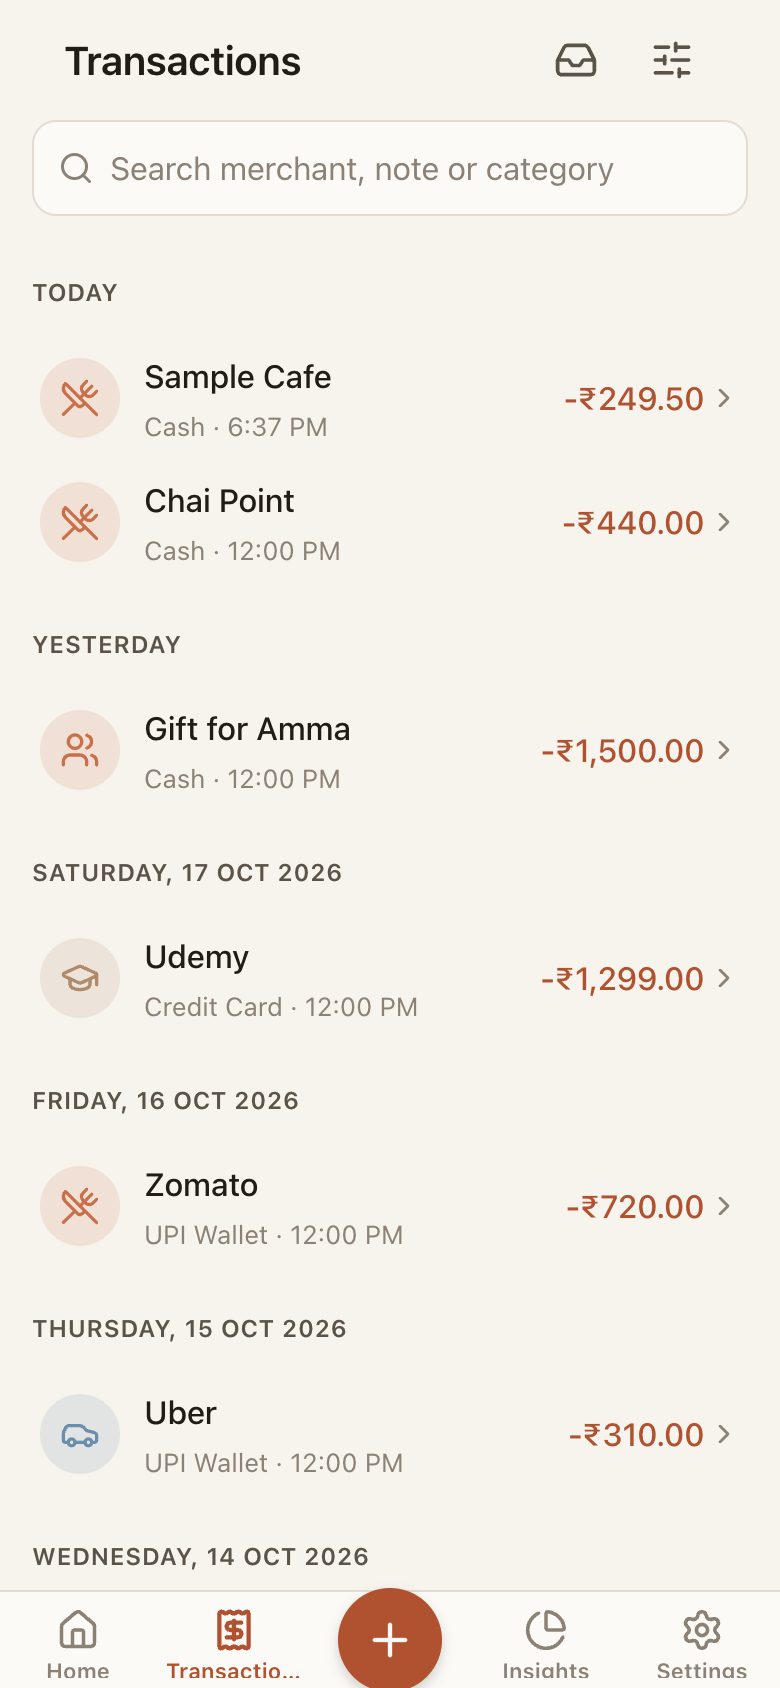 Transactions
Search merchant, note or category
TODAY
Sample Cafe
-₹249.50
Cash · 6:37 PM
Chai Point
-₹440.00
Cash · 12:00 PM
YESTERDAY
Gift for Amma
-₹1,500.00
Cash · 12:00 PM
SATURDAY, 17 OCT 2026
Udemy
-₹1,299.00
Credit Card · 12:00 PM
FRIDAY, 16 OCT 2026
Zomato
-₹720.00
UPI Wallet · 12:00 PM
THURSDAY, 15 OCT 2026
Uber
-₹310.00
UPI Wallet · 12:00 PM
WEDNESDAY, 14 OCT 2026
Home Transactio... Insights Settings